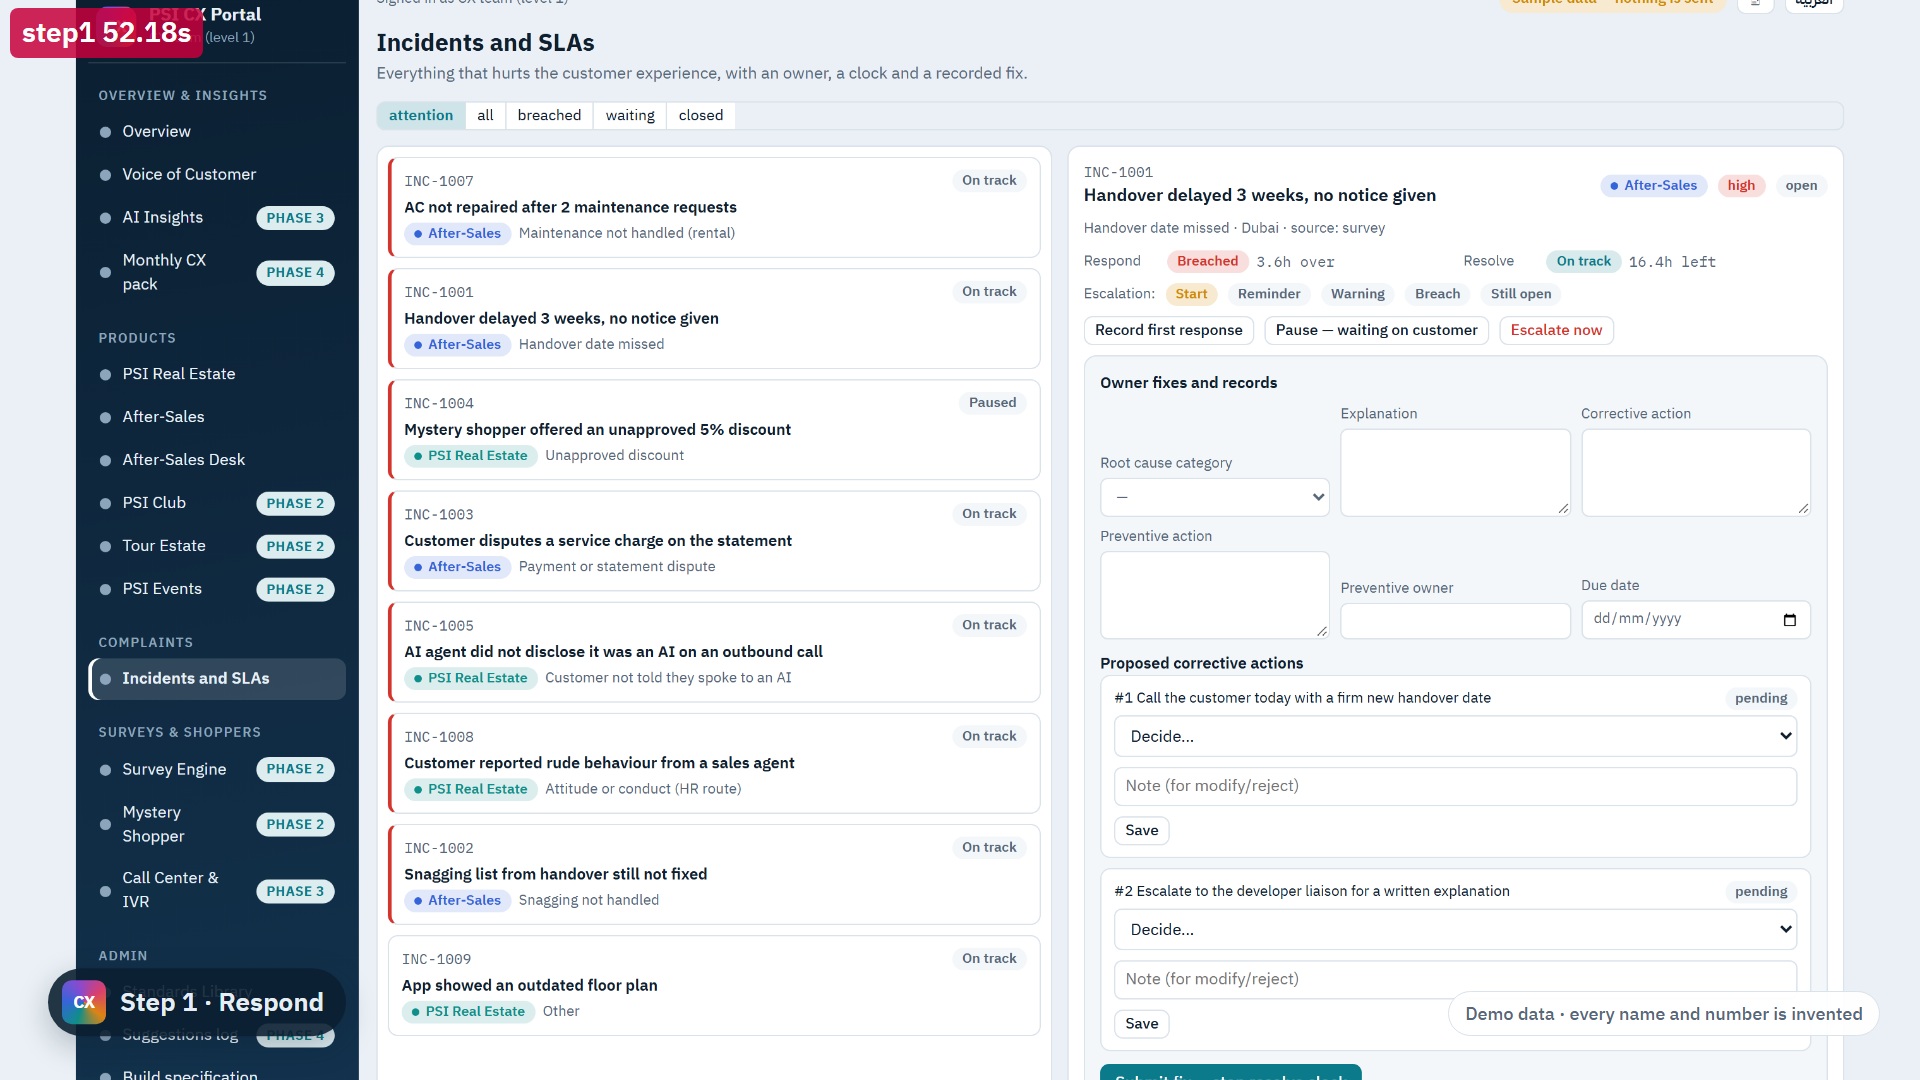 step1 52.18s
PSI CX Portal
(level 1)
OVERVIEW & INSIGHTS
Overview
Voice of Customer
AI Insights PHASE 3
Monthly CX pack PHASE 4
PRODUCTS
PSI Real Estate
After-Sales
After-Sales Desk
PSI Club PHASE 2
Tour Estate PHASE 2
PSI Events PHASE 2
COMPLAINTS
Incidents and SLAs
SURVEYS & SHOPPERS
Survey Engine PHASE 2
Mystery Shopper PHASE 2
Call Center & IVR PHASE 3
ADMIN
Standards Library
CX Step 1 · Respond
Suggestions log PHASE 4
Build specification
Signed in as CX team (level 1)
Sample data — nothing is sent
العربية
Incidents and SLAs
Everything that hurts the customer experience, with an owner, a clock and a recorded fix.
attention all breached waiting closed
INC-1007 On track
AC not repaired after 2 maintenance requests
After-Sales Maintenance not handled (rental)
INC-1001 On track
Handover delayed 3 weeks, no notice given
After-Sales Handover date missed
INC-1004 Paused
Mystery shopper offered an unapproved 5% discount
PSI Real Estate Unapproved discount
INC-1003 On track
Customer disputes a service charge on the statement
After-Sales Payment or statement dispute
INC-1005 On track
AI agent did not disclose it was an AI on an outbound call
PSI Real Estate Customer not told they spoke to an AI
INC-1008 On track
Customer reported rude behaviour from a sales agent
PSI Real Estate Attitude or conduct (HR route)
INC-1002 On track
Snagging list from handover still not fixed
After-Sales Snagging not handled
INC-1009 On track
App showed an outdated floor plan
PSI Real Estate Other
INC-1001
Handover delayed 3 weeks, no notice given
After-Sales high open
Handover date missed · Dubai · source: survey
Respond Breached 3.6h over Resolve On track 16.4h left
Escalation: Start Reminder Warning Breach Still open
Record first response Pause — waiting on customer Escalate now
Owner fixes and records
Root cause category Explanation Corrective action
—
Preventive action Preventive owner Due date
dd/mm/yyyy
Proposed corrective actions
#1 Call the customer today with a firm new handover date pending
Decide...
Note (for modify/reject)
Save
#2 Escalate to the developer liaison for a written explanation pending
Decide...
Note (for modify/reject)
Save
Demo data · every name and number is invented